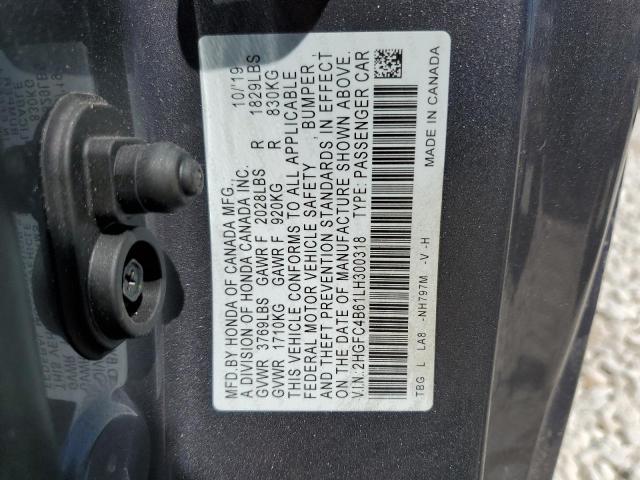 MFD.BY HONDA OF CANADA MFG. 10/'19
A DIVISION OF HONDA CANADA INC.
GVWR 3769LBS GAWR F 2028LBS R 1829LBS
GVWR 1710KG GAWR F 920KG R 830KG
THIS VEHICLE CONFORMS TO ALL APPLICABLE
FEDERAL MOTOR VEHICLE SAFETY, BUMPER,
AND THEFT PREVENTION STANDARDS IN EFFECT
ON THE DATE OF MANUFACTURE SHOWN ABOVE.
V.I.N.:2HGFC4B61LH300318 TYPE: PASSENGER CAR
TBG L LA8 -NH797M -V -H MADE IN CANADA